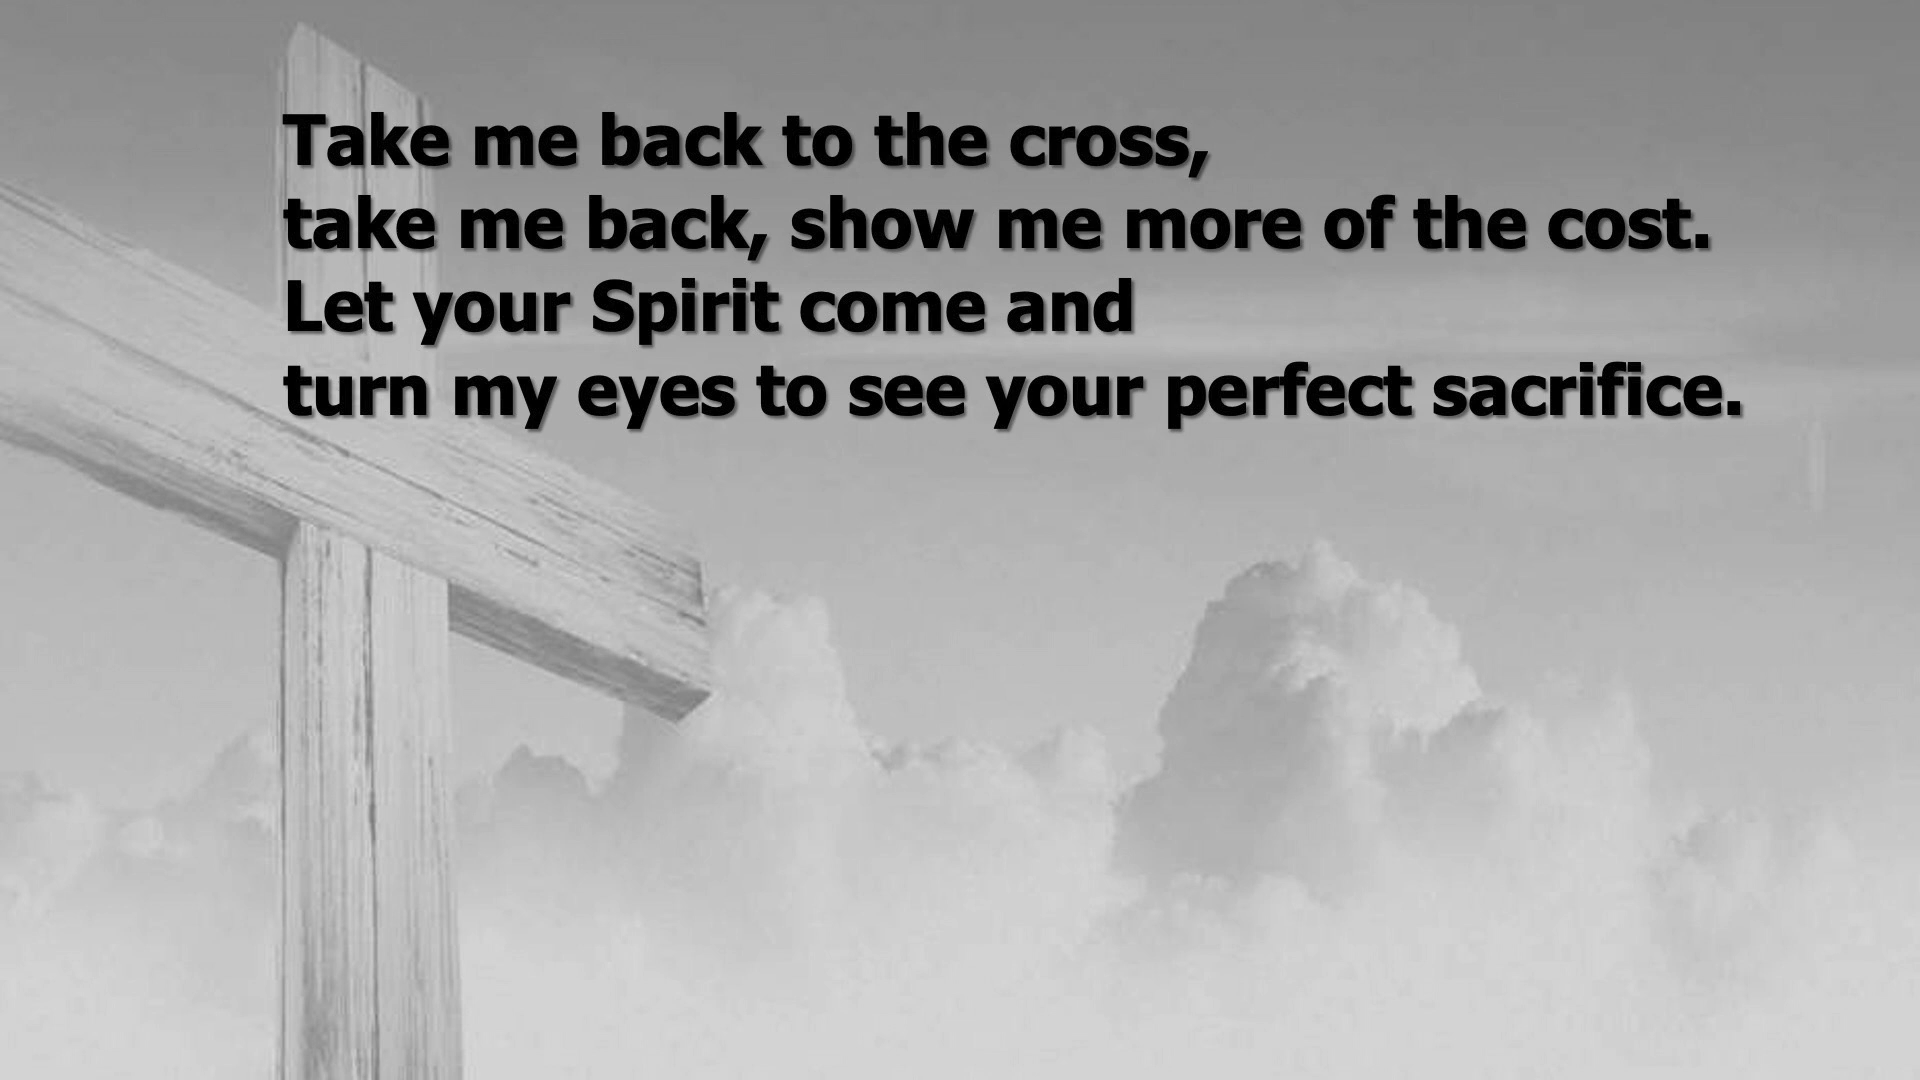 Take me back to the cross,
take me back, show me more of the cost.
Let your Spirit come and
turn my eyes to see your perfect sacrifice.